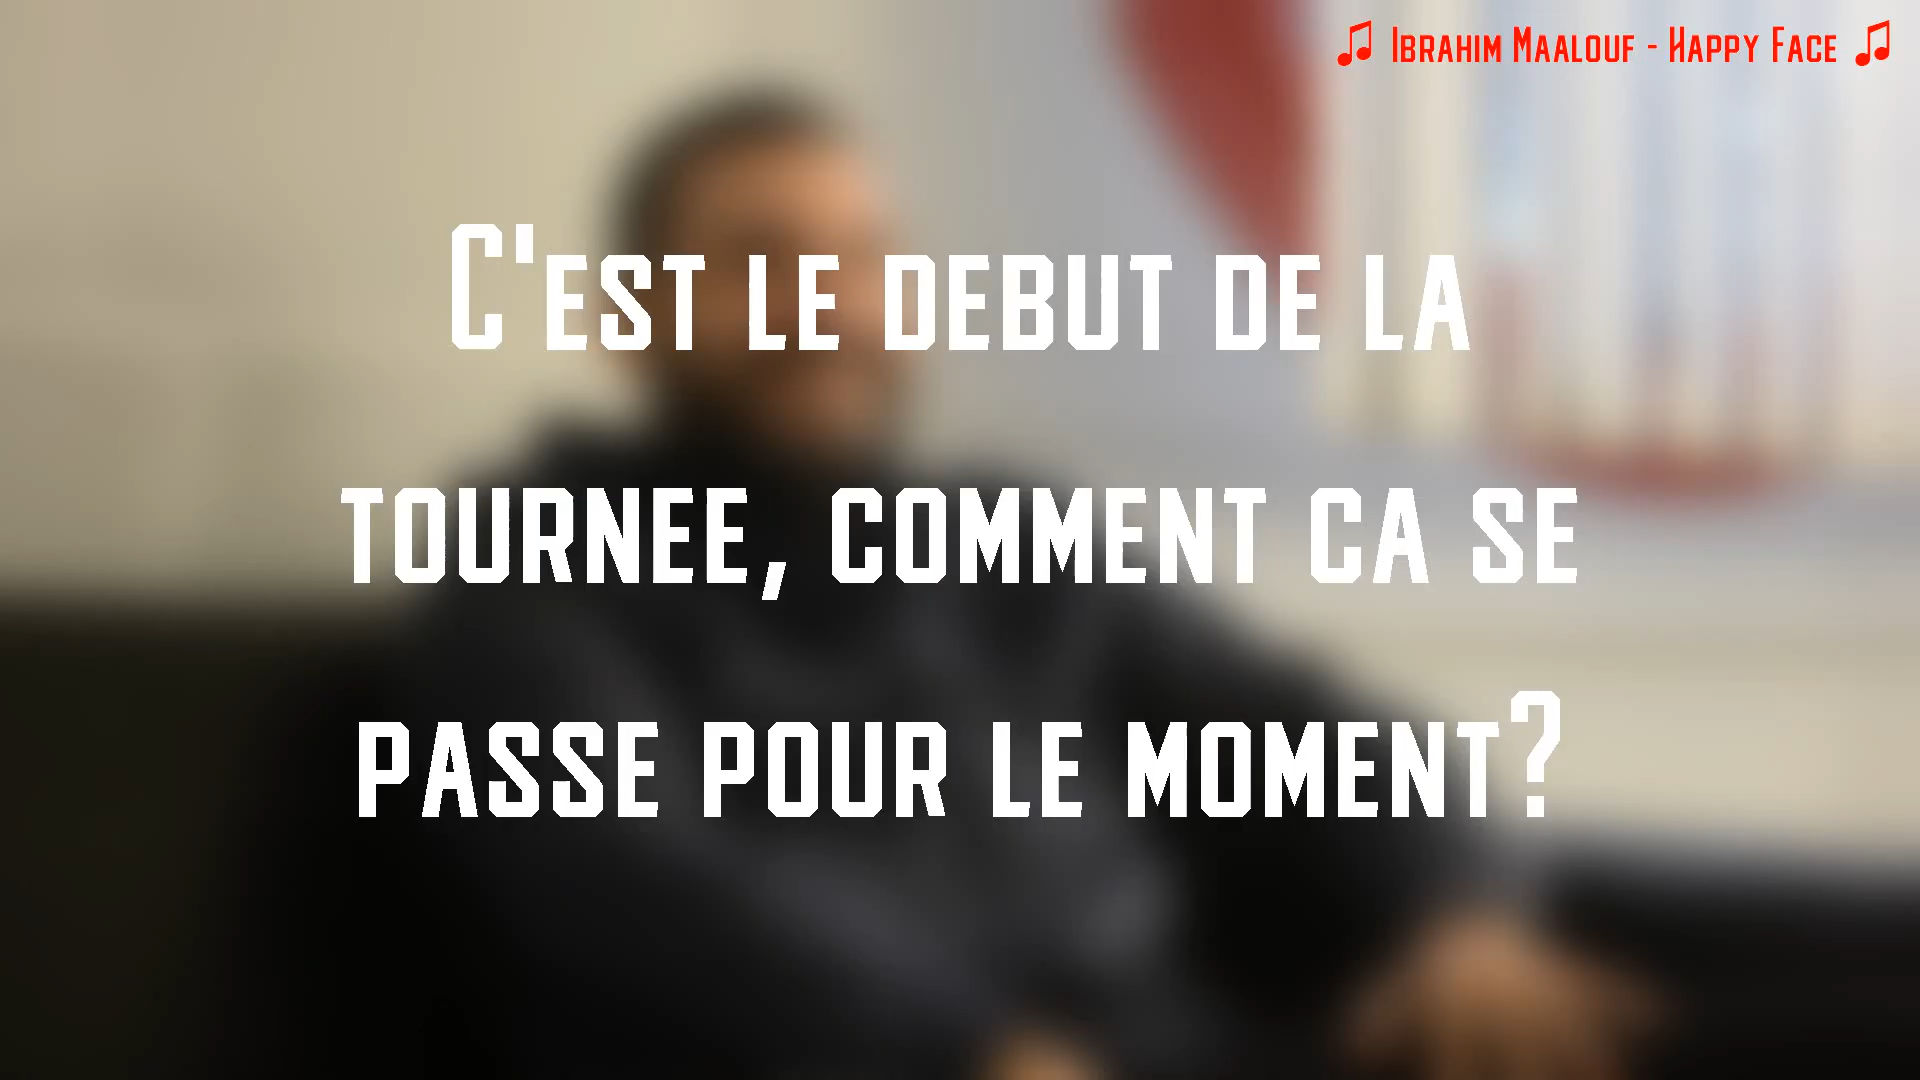 ♫ Ibrahim Maalouf - Happy Face ♫
C'est le debut de la
tournee, comment ca se
passe pour le moment?